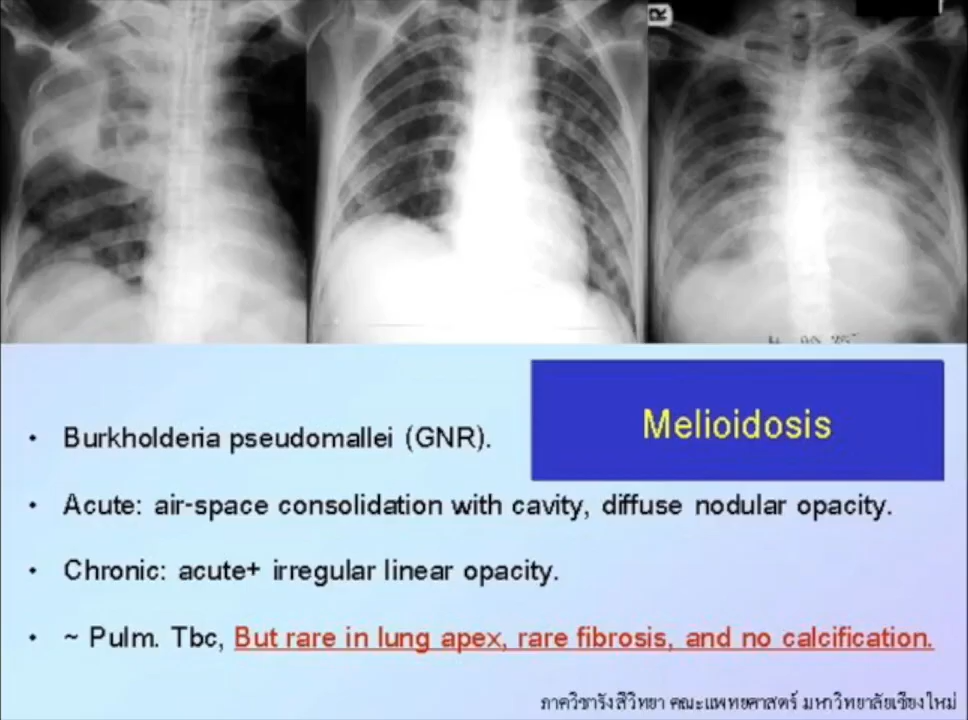 R
Melioidosis
• Burkholderia pseudomallei (GNR).
• Acute: air-space consolidation with cavity, diffuse nodular opacity.
• Chronic: acute+ irregular linear opacity.
• ~ Pulm. Tbc, But rare in lung apex, rare fibrosis, and no calcification.
ภาควิชารังสีวิทยา คณะแพทยศาสตร์ มหาวิทยาลัยเชียงใหม่